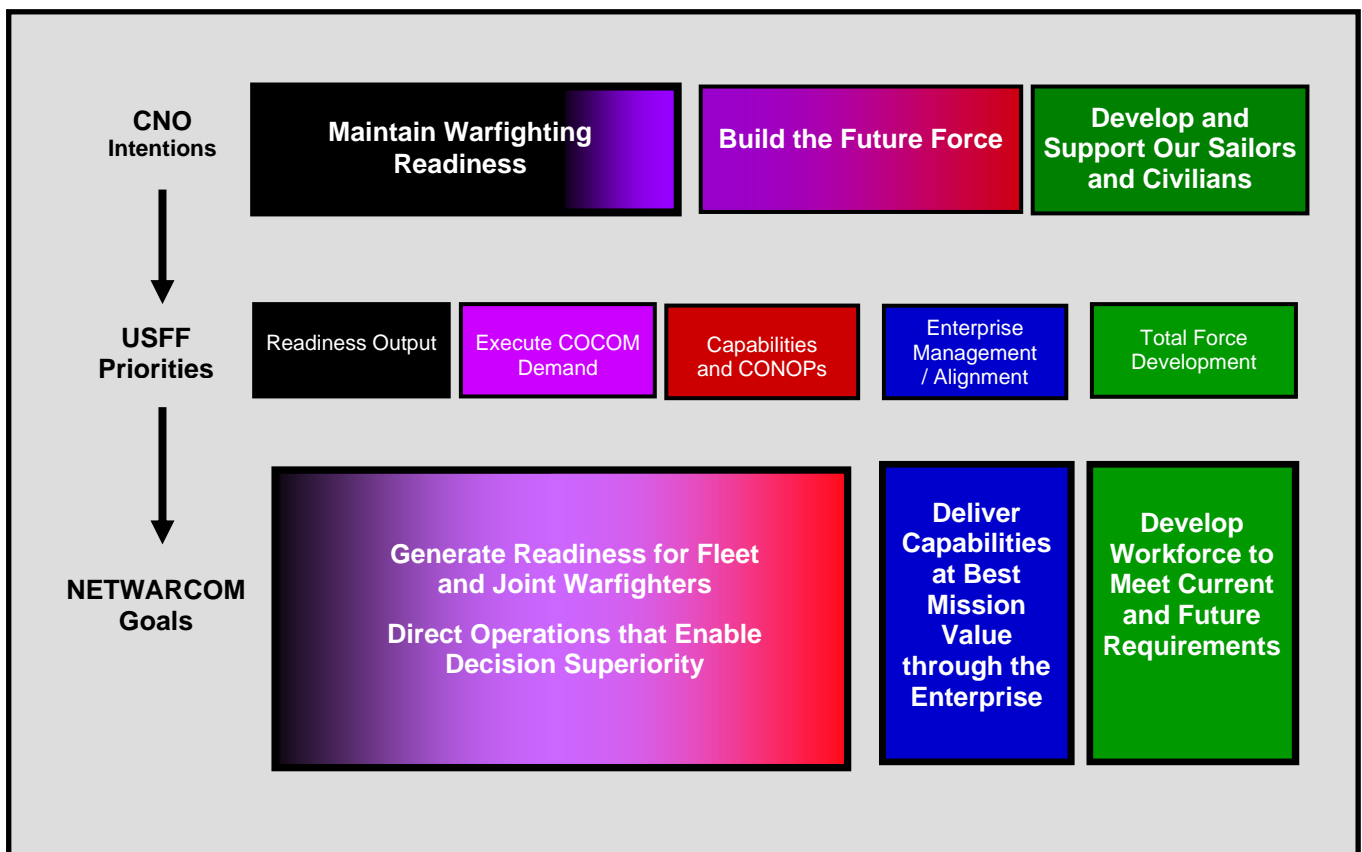 CNO
Intentions
Maintain Warfighting
Readiness
Build the Future Force
Develop and
Support Our Sailors
and Civilians
USFF
Priorities
Readiness Output
Execute COCOM
Demand
Capabilities
and CONOPs
Enterprise
Management
/ Alignment
Total Force
Development
NETWARCOM
Goals
Generate Readiness for Fleet
and Joint Warfighters
Direct Operations that Enable
Decision Superiority
Deliver
Capabilities
at Best
Mission
Value
through the
Enterprise
Develop
Workforce to
Meet Current
and Future
Requirements